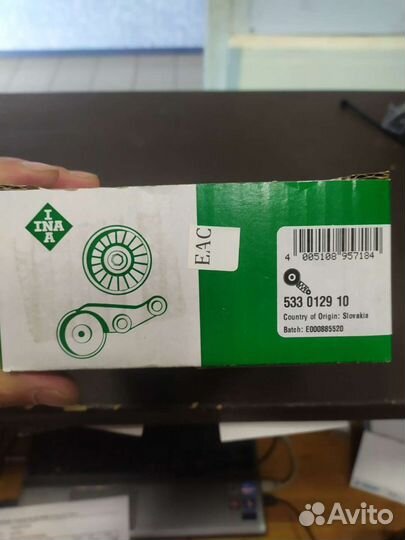 I
INA
A
EAC
4 005108 957184
533 0129 10
Country of Origin: Slovakia
Batch: E000885520
Avito